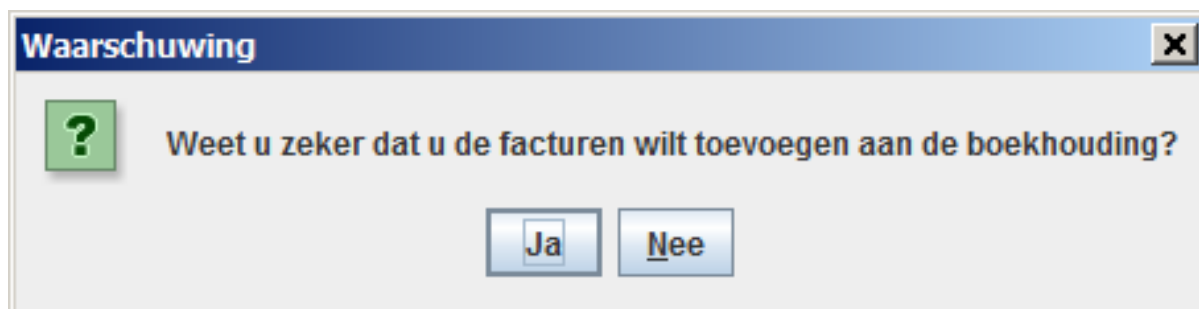 Waarschuwing
?
Weet u zeker dat u de facturen wilt toevoegen aan de boekhouding?
Ja
Nee